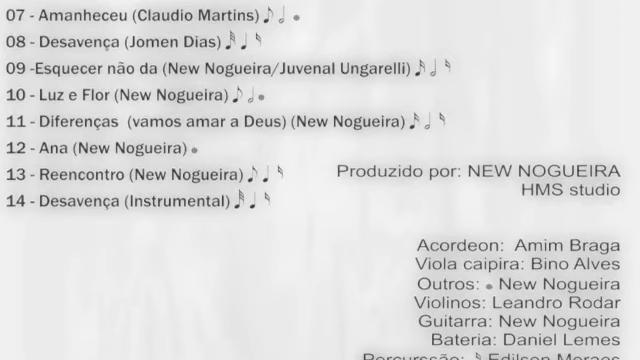 07 - Amanheceu (Claudio Martins)
08 - Desavença (Jomen Dias)
09 -Esquecer não da (New Nogueira/Juvenal Ungarelli)
10 - Luz e Flor (New Nogueira)
11 - Diferenças (vamos amar a Deus) (New Nogueira)
12 - Ana (New Nogueira)
13 - Reencontro (New Nogueira)
14 - Desavença (Instrumental)
Produzido por: NEW NOGUEIRA
HMS studio
Acordeon: Amim Braga
Viola caipira: Bino Alves
Outros: New Nogueira
Violinos: Leandro Rodar
Guitarra: New Nogueira
Bateria: Daniel Lemes
Percurssão: Edilson Moraes